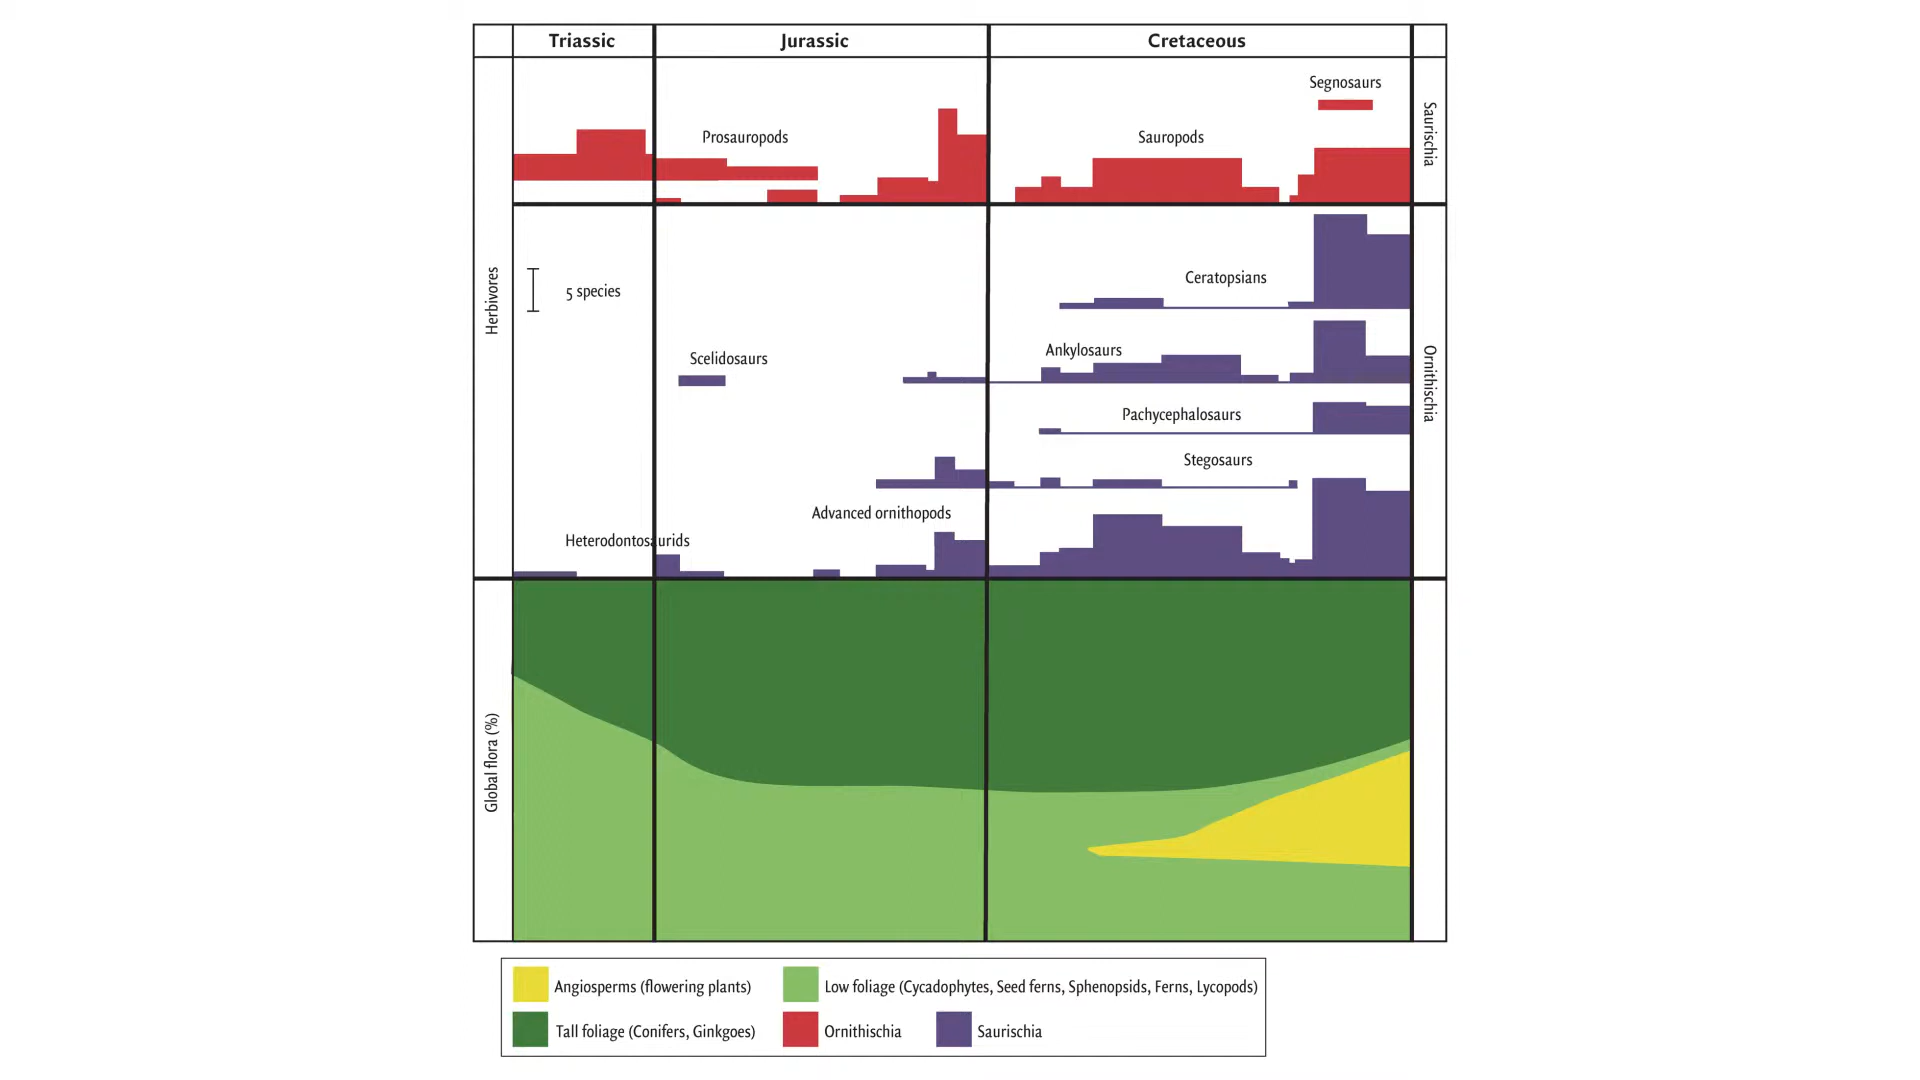 Triassic
Jurassic
Cretaceous
Segnosaurs
Prosauropods
Sauropods
Saurischia
Herbivores
5 species
Ceratopsians
Ankylosaurs
Scelidosaurs
Pachycephalosaurs
Stegosaurs
Advanced ornithopods
Heterodontosaurids
Ornithischia
Global flora (%)
Angiosperms (flowering plants)
Low foliage (Cycadophytes, Seed ferns, Sphenopsids, Ferns, Lycopods)
Tall foliage (Conifers, Ginkgoes)
Ornithischia
Saurischia